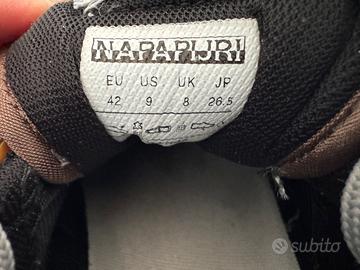 NAPAPIJRI
EU US UK JP
42 9 8 26.5
subito